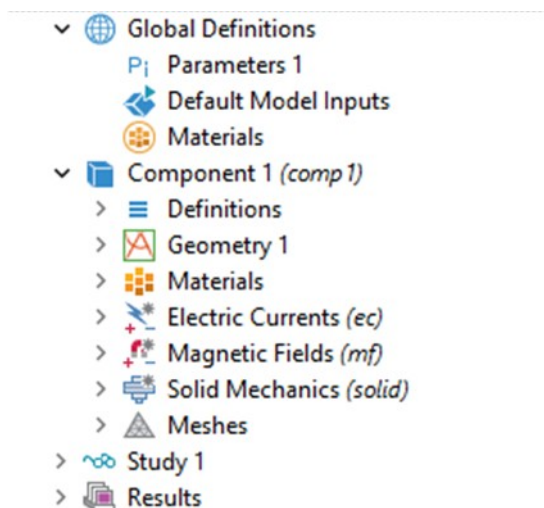 Global Definitions
Pi Parameters 1
Default Model Inputs
Materials
Component 1 (comp1)
Definitions
Geometry 1
Materials
Electric Currents (ec)
Magnetic Fields (mf)
Solid Mechanics (solid)
Meshes
Study 1
Results